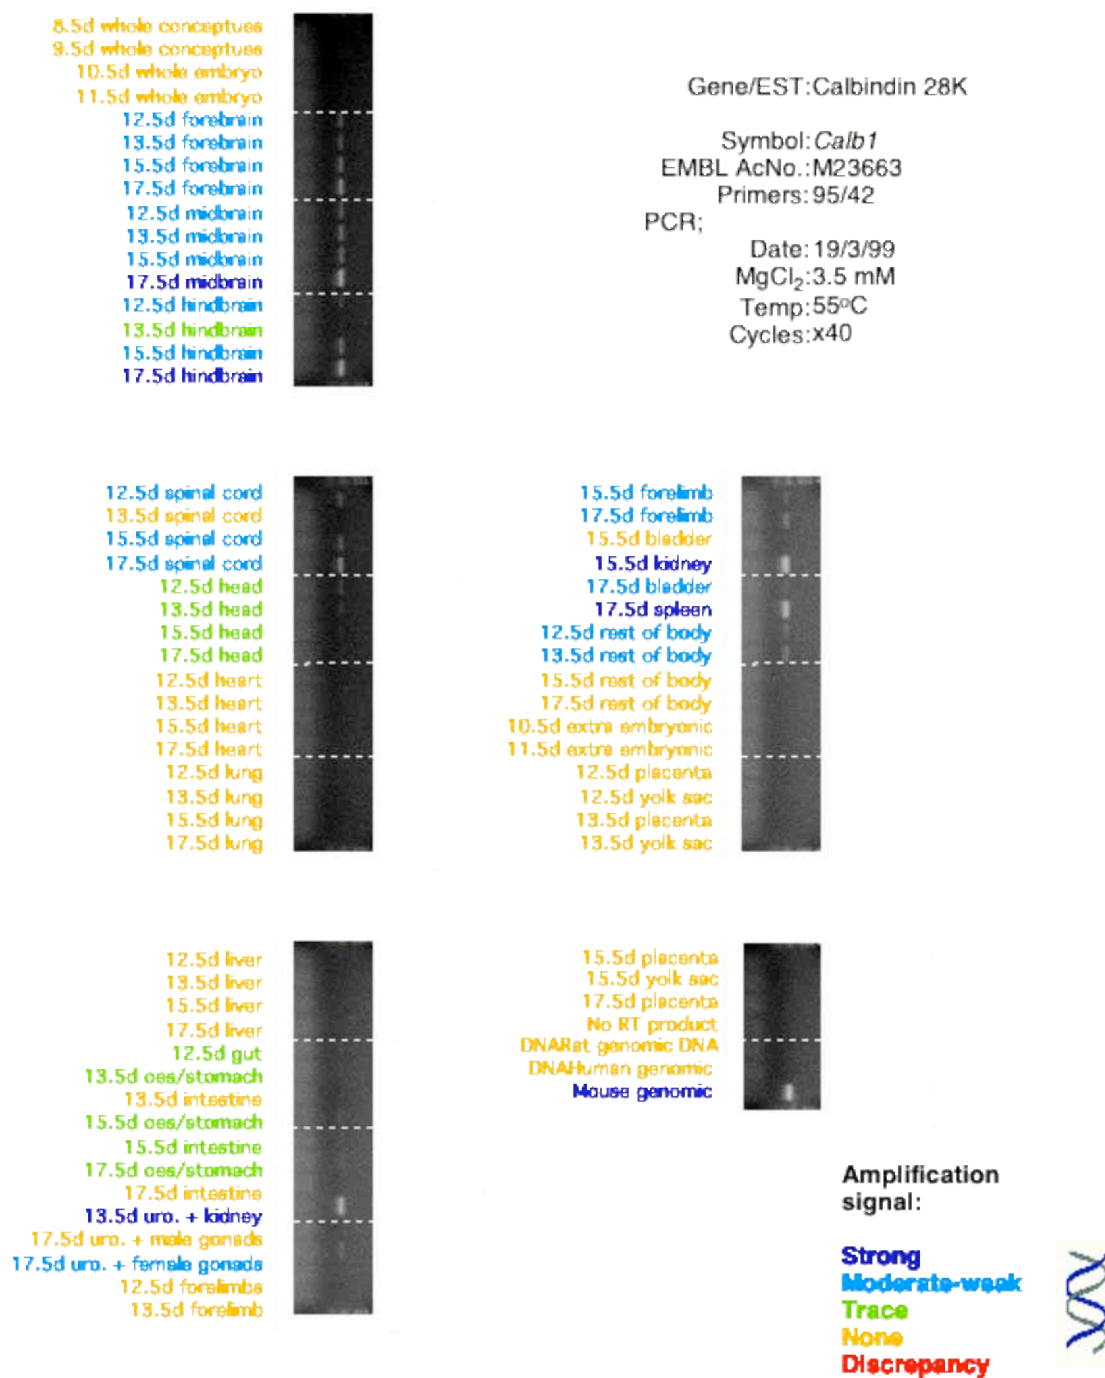 8.5d whole conceptues
9.5d whole conceptues
10.5d whole embryo
11.5d whole embryo
12.5d forebrain
13.5d forebrain
15.5d forebrain
17.5d forebrain
12.5d midbrain
13.5d midbrain
15.5d midbrain
17.5d midbrain
12.5d hindbrain
13.5d hindbrain
15.5d hindbrain
17.5d hindbrain
Gene/EST: Calbindin 28K
Symbol: Calb1
EMBL AcNo.: M23663
Primers: 95/42
PCR;
Date: 19/3/99
MgCl2: 3.5 mM
Temp: 55ºC
Cycles: x40
12.5d spinal cord
13.5d spinal cord
15.5d spinal cord
17.5d spinal cord
12.5d head
13.5d head
15.5d head
17.5d head
12.5d heart
13.5d heart
15.5d heart
17.5d heart
12.5d lung
13.5d lung
15.5d lung
17.5d lung
15.5d forelimb
17.5d forelimb
15.5d bladder
15.5d kidney
17.5d bladder
17.5d spleen
12.5d rest of body
13.5d rest of body
15.5d rest of body
17.5d rest of body
10.5d extra embryonic
11.5d extra embryonic
12.5d placenta
12.5d yolk sac
13.5d placenta
13.5d yolk sac
12.5d liver
13.5d liver
15.5d liver
17.5d liver
12.5d gut
13.5d oes/stomach
13.5d intestine
15.5d oes/stomach
15.5d intestine
17.5d oes/stomach
17.5d intestine
13.5d uro. + kidney
17.5d uro. + male gonads
17.5d uro. + female gonads
12.5d forelimbs
13.5d forelimb
15.5d placenta
15.5d yolk sac
17.5d placenta
No RT product
DNARat genomic DNA
DNAHuman genomic
Mouse genomic
Amplification
signal:
Strong
Moderate-weak
Trace
None
Discrepancy